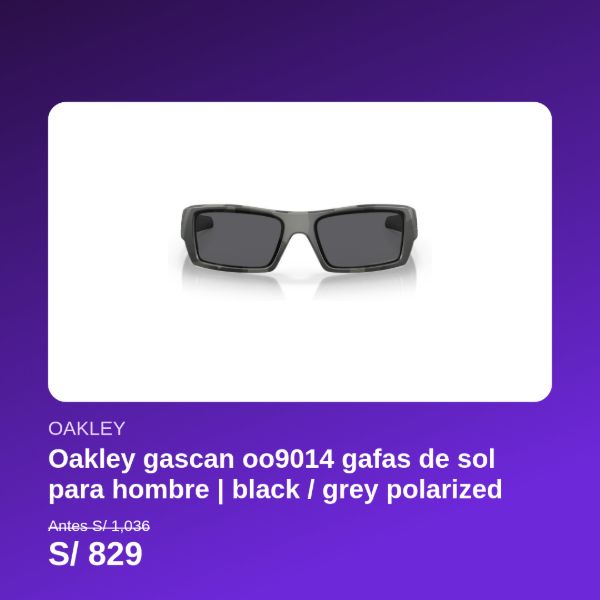 OAKLEY
Oakley gascan oo9014 gafas de sol
para hombre | black / grey polarized
Antes S/ 1,036
S/ 829